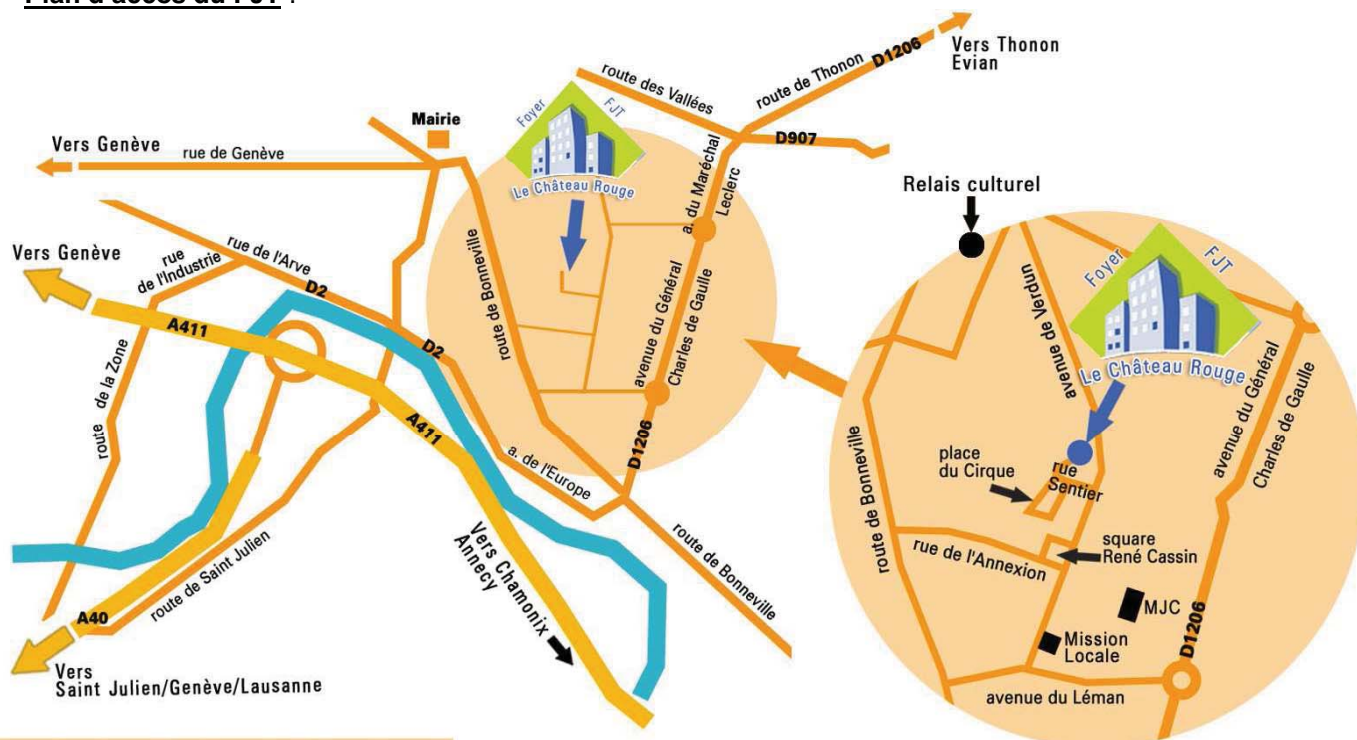 Plan d'accès du FJT :
Vers Thonon
Evian
D1206
route de Thonon
route des Vallées
D907
Foyer
FJT
Le Château Rouge
Mairie
Vers Genève
rue de Genève
a. du Maréchal
Leclerc
Relais culturel
Vers Genève
rue
de l'Industrie
rue de l'Arve
D2
A411
route de Bonneville
avenue du Général
Charles de Gaulle
D2
route de la Zone
A411
D1206
a. de l'Europe
Vers Chamonix
Annecy
route de Bonneville
route de Saint Julien
A40
Vers
Saint Julien/Genève/Lausanne
avenue de Verdun
Foyer
FJT
Le Château Rouge
avenue du Général
Charles de Gaulle
place
du Cirque
rue
Sentier
route de Bonneville
rue de l'Annexion
square
René Cassin
MJC
Mission
Locale
D1206
avenue du Léman